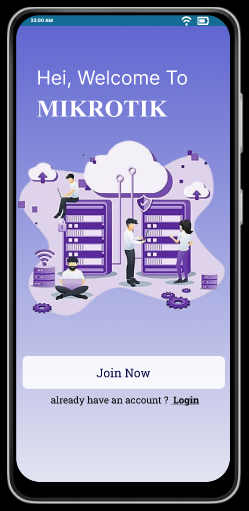 22:00 AM
Hei, Welcome To
MIKROTIK
Join Now
already have an account ? Login